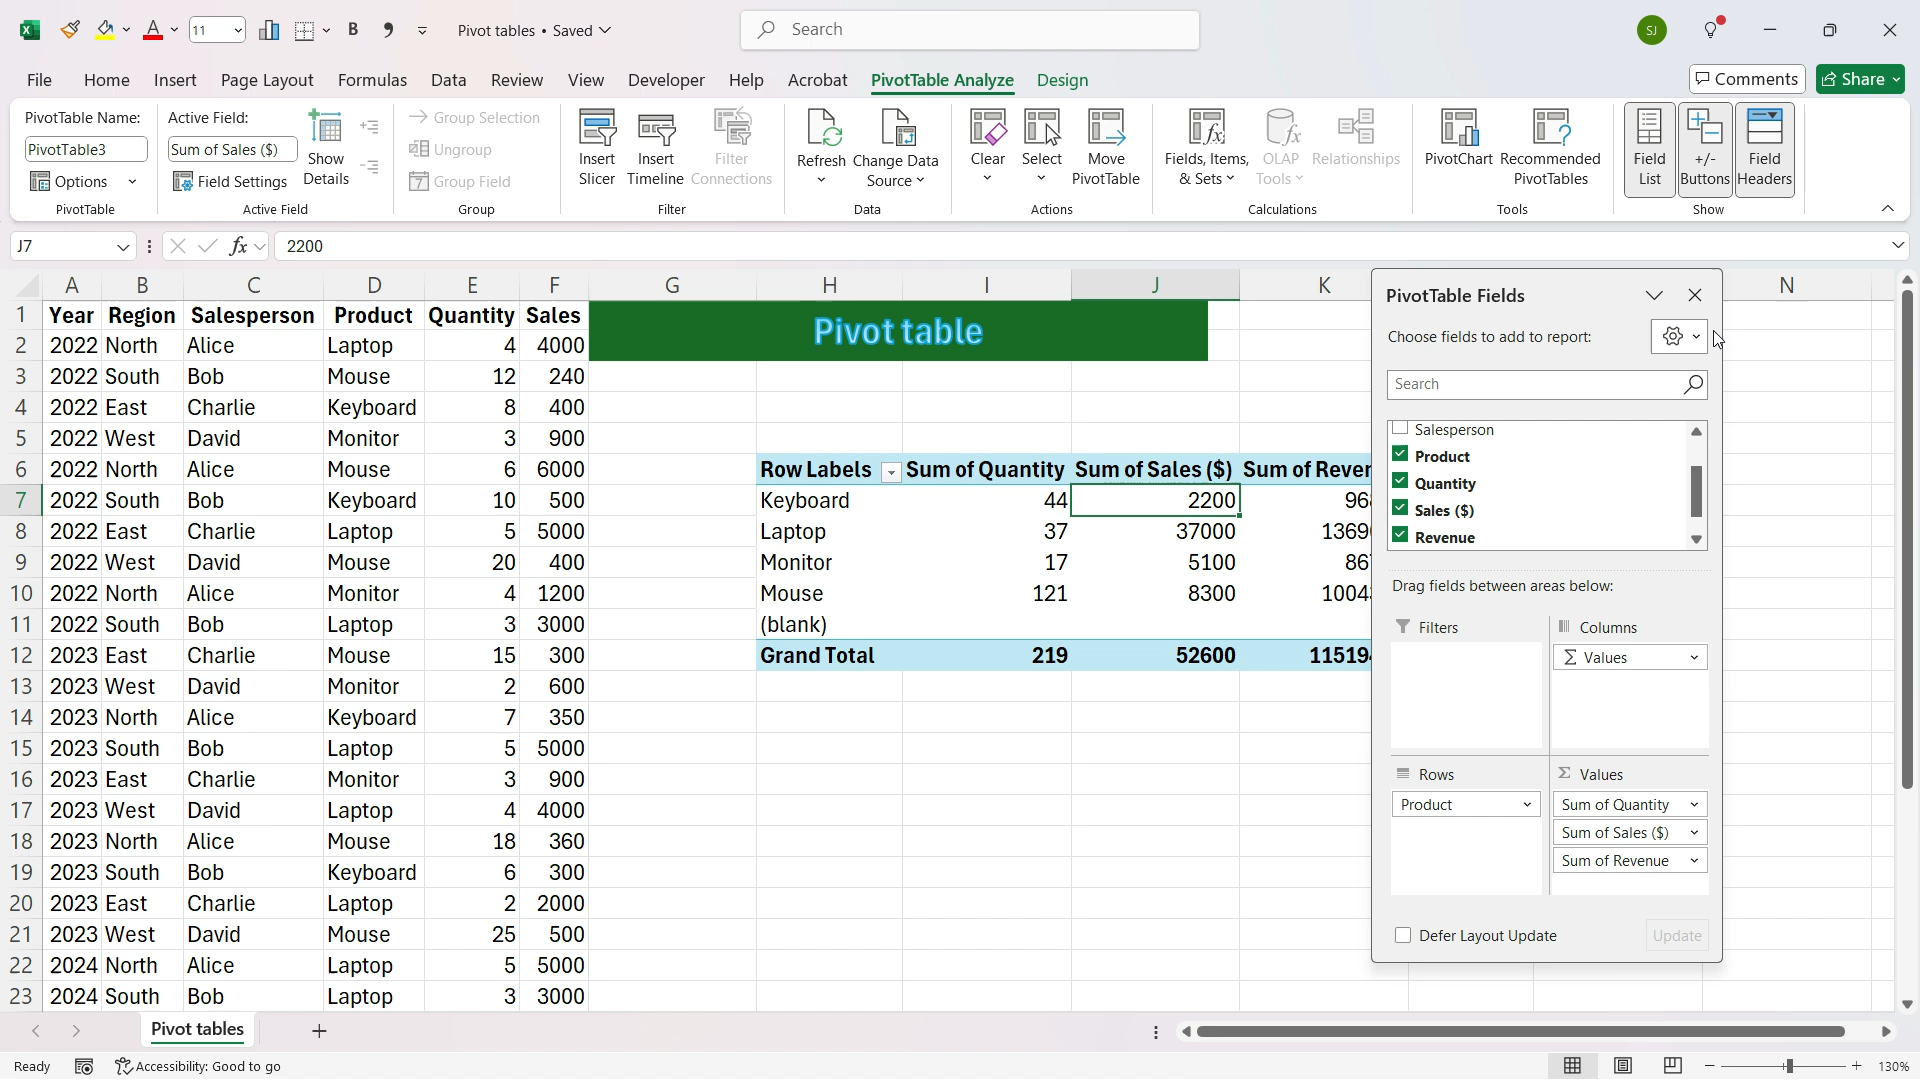 11
Pivot tables • Saved
Search
SJ
File Home Insert Page Layout Formulas Data Review View Developer Help Acrobat PivotTable Analyze Design
Comments Share
PivotTable Name:
PivotTable3
Options
PivotTable
Active Field:
Sum of Sales ($)
Field Settings
Show Details
Active Field
Group Selection
Ungroup
Group Field
Group
Insert Slicer
Insert Timeline
Filter Connections
Filter
Refresh
Change Data Source
Data
Clear
Select
Move PivotTable
Actions
Fields, Items, & Sets
OLAP Tools
Relationships
Calculations
PivotChart
Recommended PivotTables
Tools
Field List
+/- Buttons
Field Headers
Show
J7 fx 2200
A B C D E F G H I J K N
1 Year Region Salesperson Product Quantity Sales
2 2022 North Alice Laptop 4 4000
3 2022 South Bob Mouse 12 240
4 2022 East Charlie Keyboard 8 400
5 2022 West David Monitor 3 900
6 2022 North Alice Mouse 6 6000
7 2022 South Bob Keyboard 10 500
8 2022 East Charlie Laptop 5 5000
9 2022 West David Mouse 20 400
10 2022 North Alice Monitor 4 1200
11 2022 South Bob Laptop 3 3000
12 2023 East Charlie Mouse 15 300
13 2023 West David Monitor 2 600
14 2023 North Alice Keyboard 7 350
15 2023 South Bob Laptop 5 5000
16 2023 East Charlie Monitor 3 900
17 2023 West David Laptop 4 4000
18 2023 North Alice Mouse 18 360
19 2023 South Bob Keyboard 6 300
20 2023 East Charlie Laptop 2 2000
21 2023 West David Mouse 25 500
22 2024 North Alice Laptop 5 5000
23 2024 South Bob Laptop 3 3000
Pivot table
Row Labels Sum of Quantity Sum of Sales ($) Sum of Rever
Keyboard 44 2200 96
Laptop 37 37000 1369
Monitor 17 5100 86
Mouse 121 8300 1004
(blank)
Grand Total 219 52600 11519
PivotTable Fields
Choose fields to add to report:
Search
Salesperson
Product
Quantity
Sales ($)
Revenue
Drag fields between areas below:
Filters
Columns
Σ Values
Rows
Product
Σ Values
Sum of Quantity
Sum of Sales ($)
Sum of Revenue
Defer Layout Update
Update
Pivot tables
Ready
Accessibility: Good to go
130%